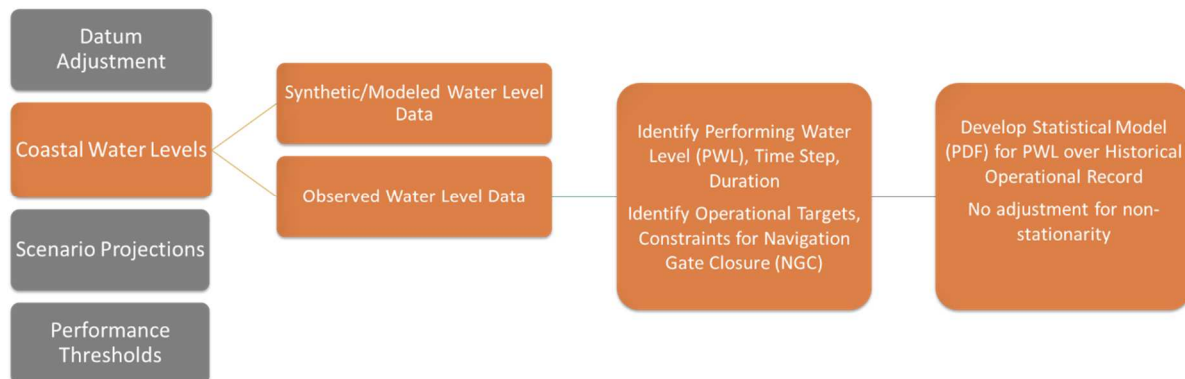 Datum
Adjustment
Coastal Water Levels
Scenario Projections
Performance
Thresholds
Synthetic/Modeled Water Level
Data
Observed Water Level Data
Identify Performing Water
Level (PWL), Time Step,
Duration
Identify Operational Targets,
Constraints for Navigation
Gate Closure (NGC)
Develop Statistical Model
(PDF) for PWL over Historical
Operational Record
No adjustment for non-
stationarity